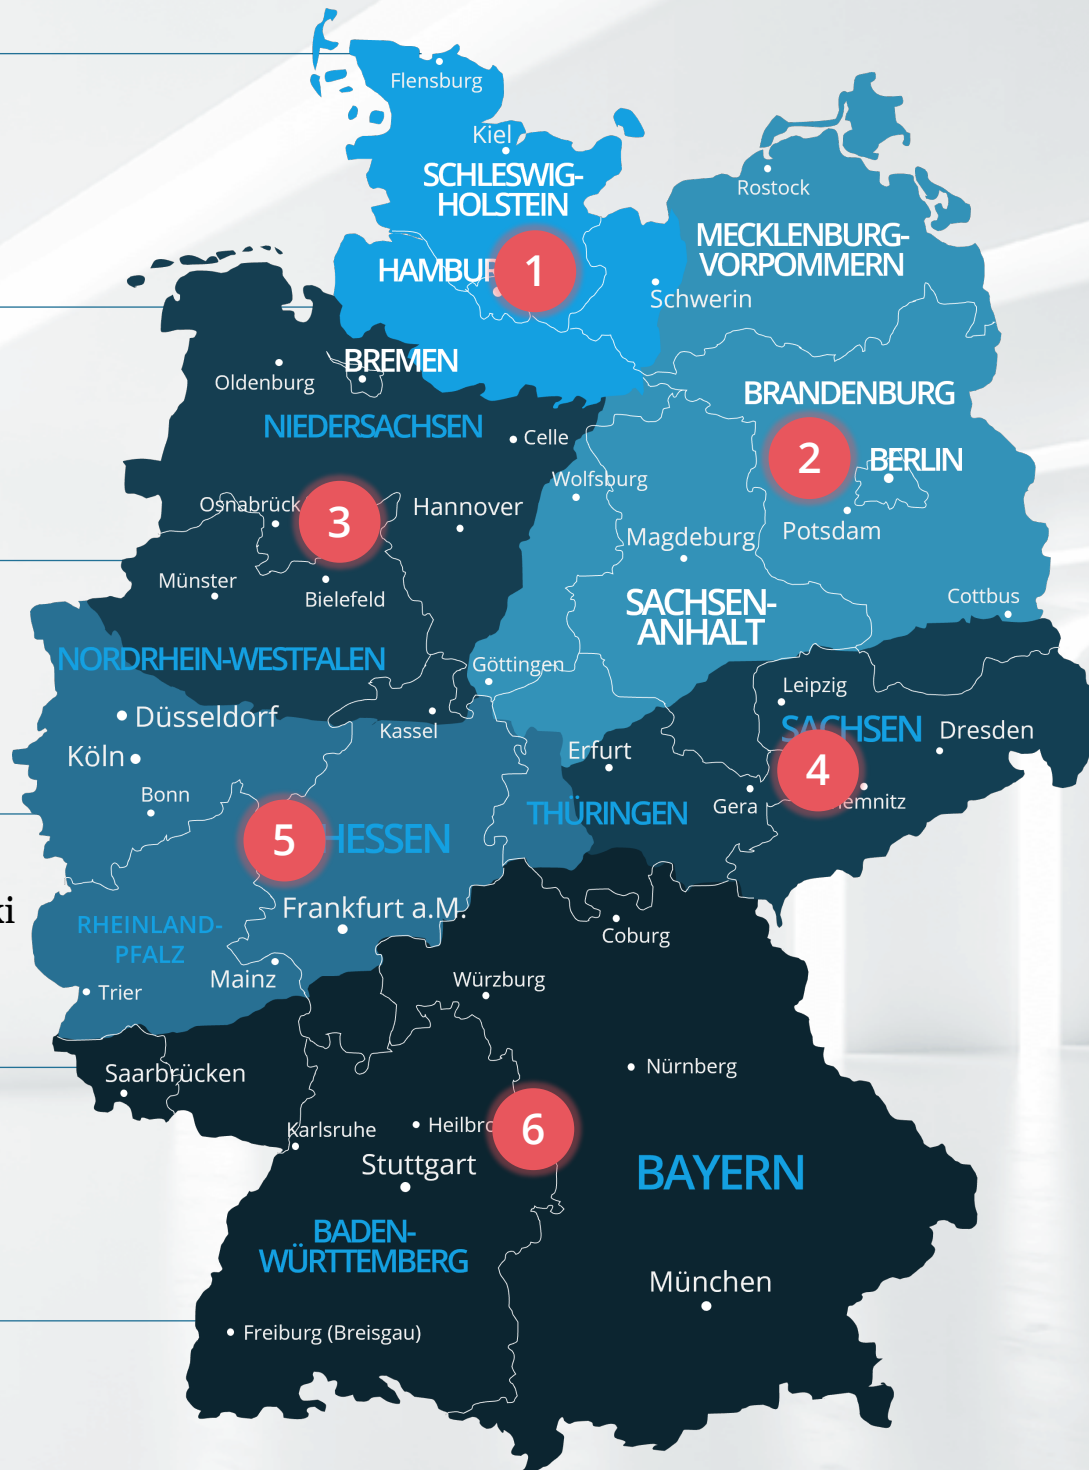 Flensburg
Kiel
SCHLESWIG-
HOLSTEIN
Rostock
MECKLENBURG-
VORPOMMERN
1
Schwerin
BREMEN
Oldenburg
NIEDERSACHSEN
Celle
BRANDENBURG
2
BERLIN
Wolfsburg
Osnabrück
3
Hannover
Magdeburg
Potsdam
Münster
Bielefeld
SACHSEN-
ANHALT
Cottbus
NORDRHEIN-WESTFALEN
Göttingen
Leipzig
Düsseldorf
Kassel
SACHSEN
Dresden
Köln
Erfurt
4
Bonn
THÜRINGEN
Gera
5
HESSEN
Frankfurt a.M.
RHEINLAND-
PFALZ
Coburg
Mainz
Trier
Würzburg
Saarbrücken
Nürnberg
Karlsruhe
6
Stuttgart
BAYERN
BADEN-
WÜRTTEMBERG
München
Freiburg (Breisgau)